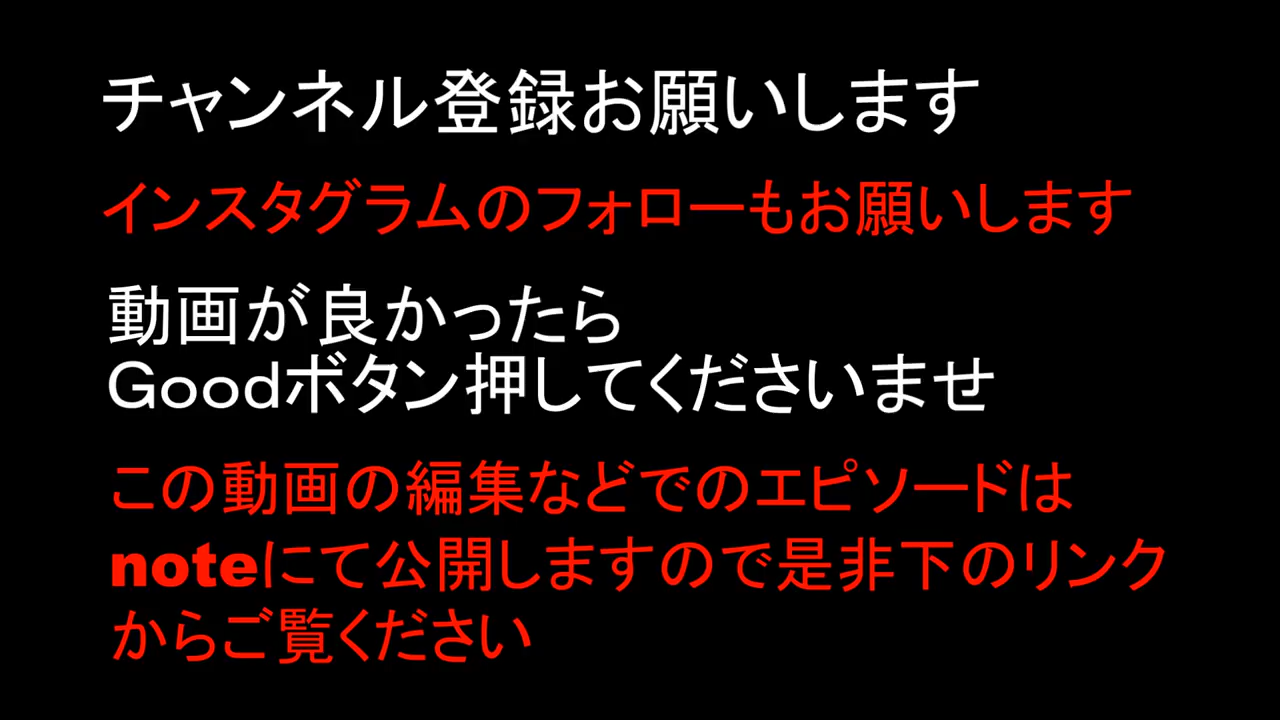 チャンネル登録お願いします
インスタグラムのフォローもお願いします
動画が良かったら
Goodボタン押してくださいませ
この動画の編集などでのエピソードは
noteにて公開しますので是非下のリンク
からご覧ください